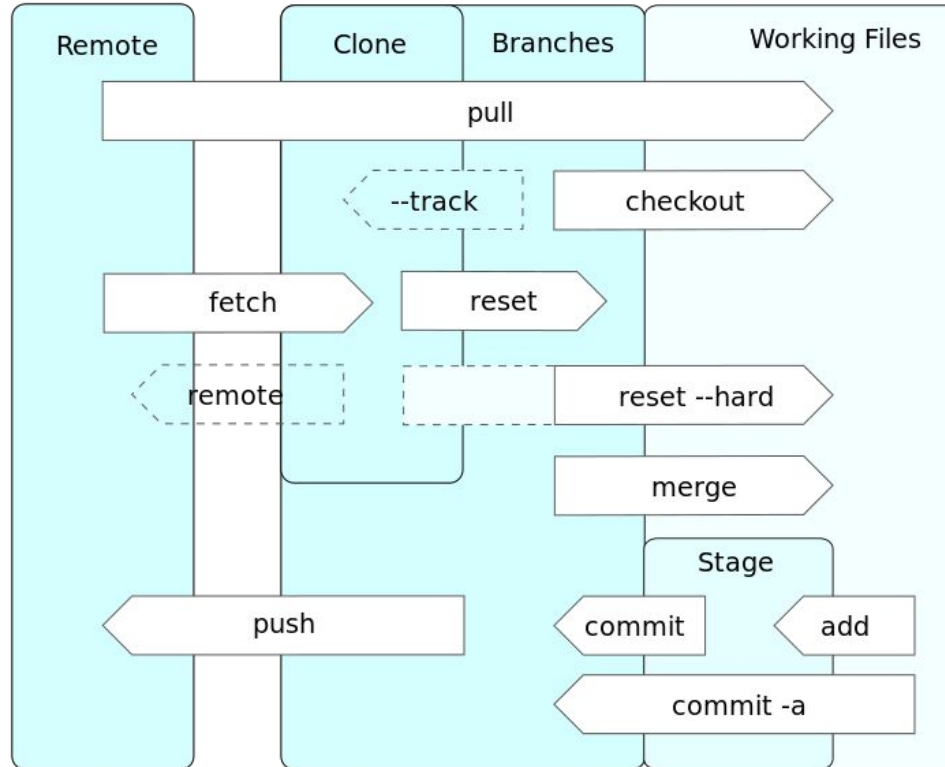 Remote
Clone
Branches
Working Files
pull
--track
checkout
fetch
reset
remote
reset --hard
merge
Stage
push
commit
add
commit -a